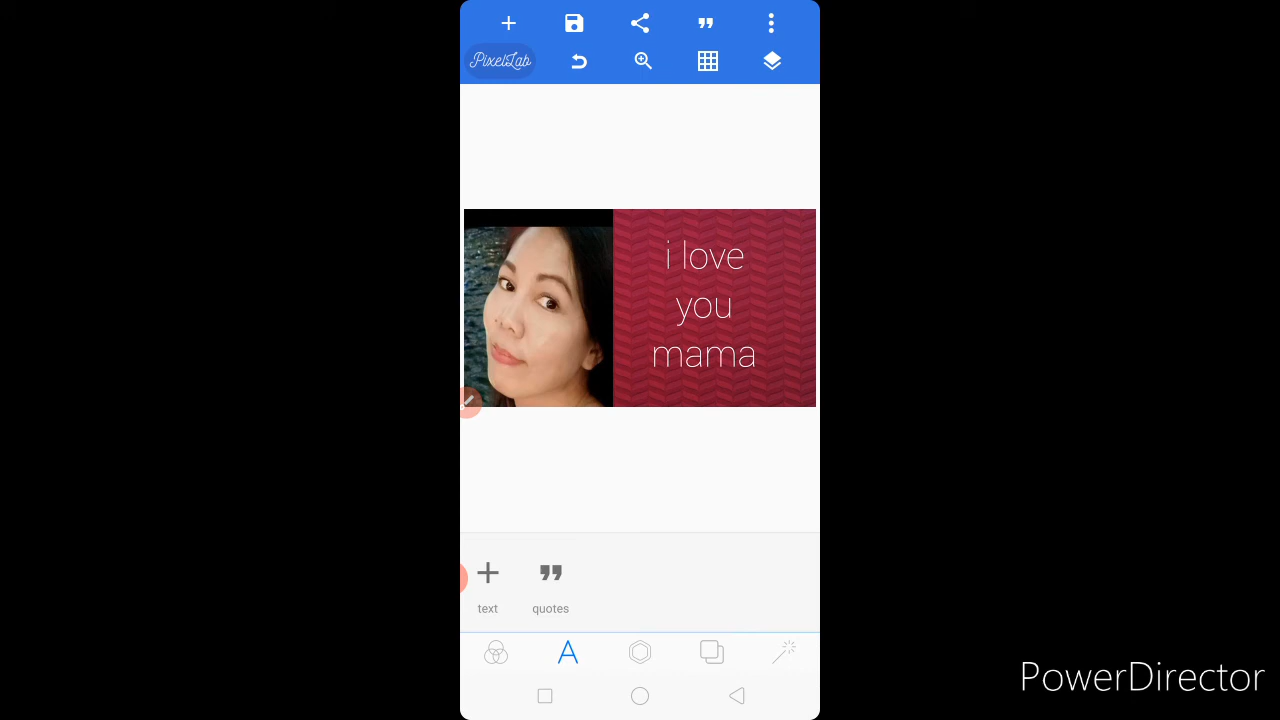 PixelLab
i love
you
mama
text
quotes
PowerDirector